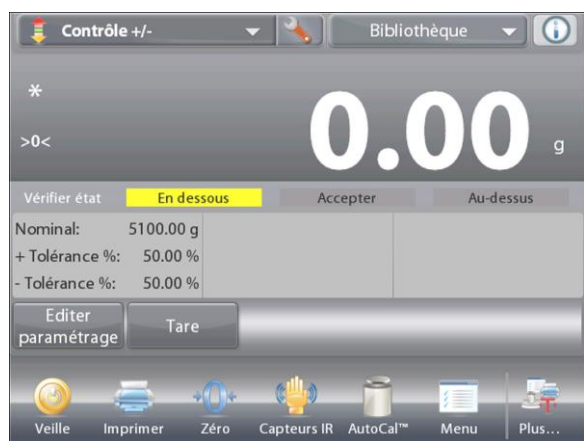 Contrôle +/- Bibliothèque
*
>0< 0.00 g
Vérifier état En dessous Accepter Au-dessus
Nominal: 5100.00 g
+ Tolérance %: 50.00 %
- Tolérance %: 50.00 %
Editer paramétrage Tare
Veille Imprimer Zéro Capteurs IR AutoCal™ Menu Plus...